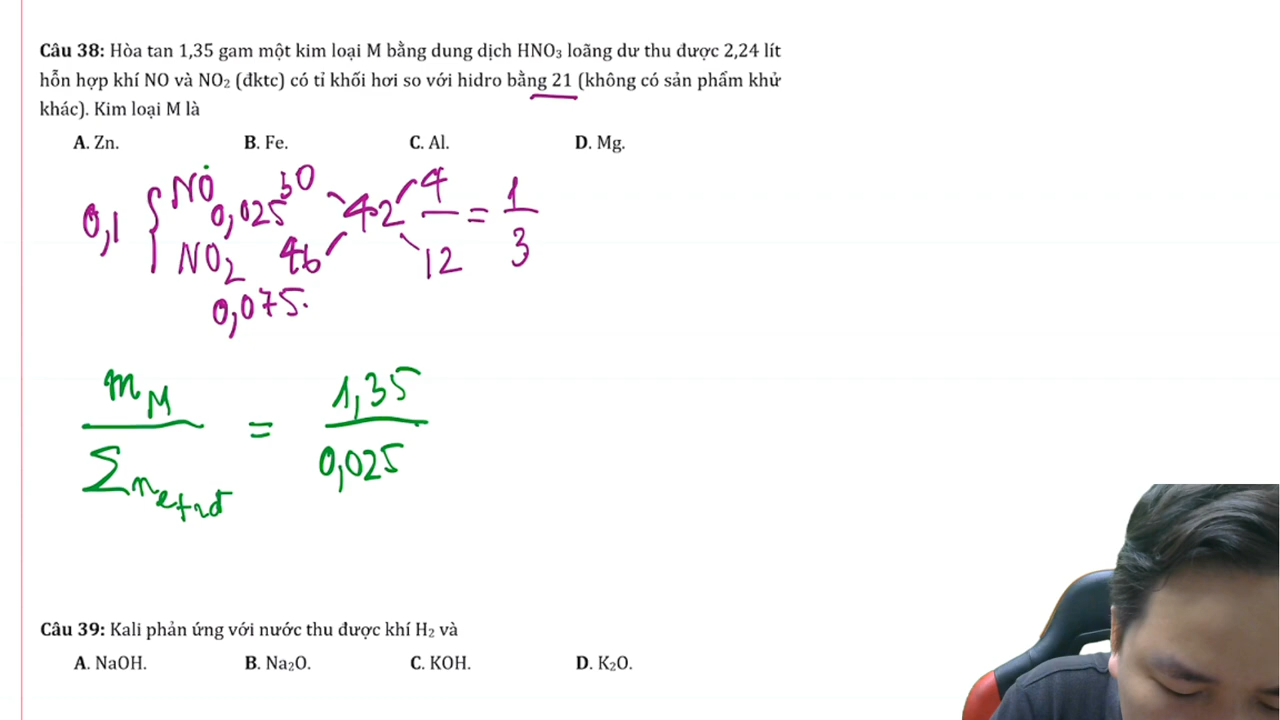 Câu 38: Hòa tan 1,35 gam một kim loại M bằng dung dịch HNO₃ loãng dư thu được 2,24 lít
hỗn hợp khí NO và NO₂ (đktc) có tỉ khối hơi so với hidro bằng 21 (không có sản phẩm khử
khác). Kim loại M là
A. Zn. B. Fe. C. Al. D. Mg.
0,1 { NO 30 42 4/12 = 1/3
0,025
NO₂ 46
0,075.
m_M / Σn_e trđ = 1,35 / 0,025
Câu 39: Kali phản ứng với nước thu được khí H₂ và
A. NaOH. B. Na₂O. C. KOH. D. K₂O.